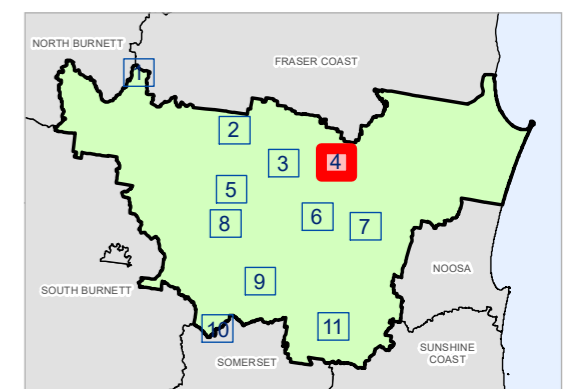 NORTH BURNETT
FRASER COAST
1
2
3
4
5
6
7
8
9
10
11
NOOSA
SOUTH BURNETT
SOMERSET
SUNSHINE
COAST